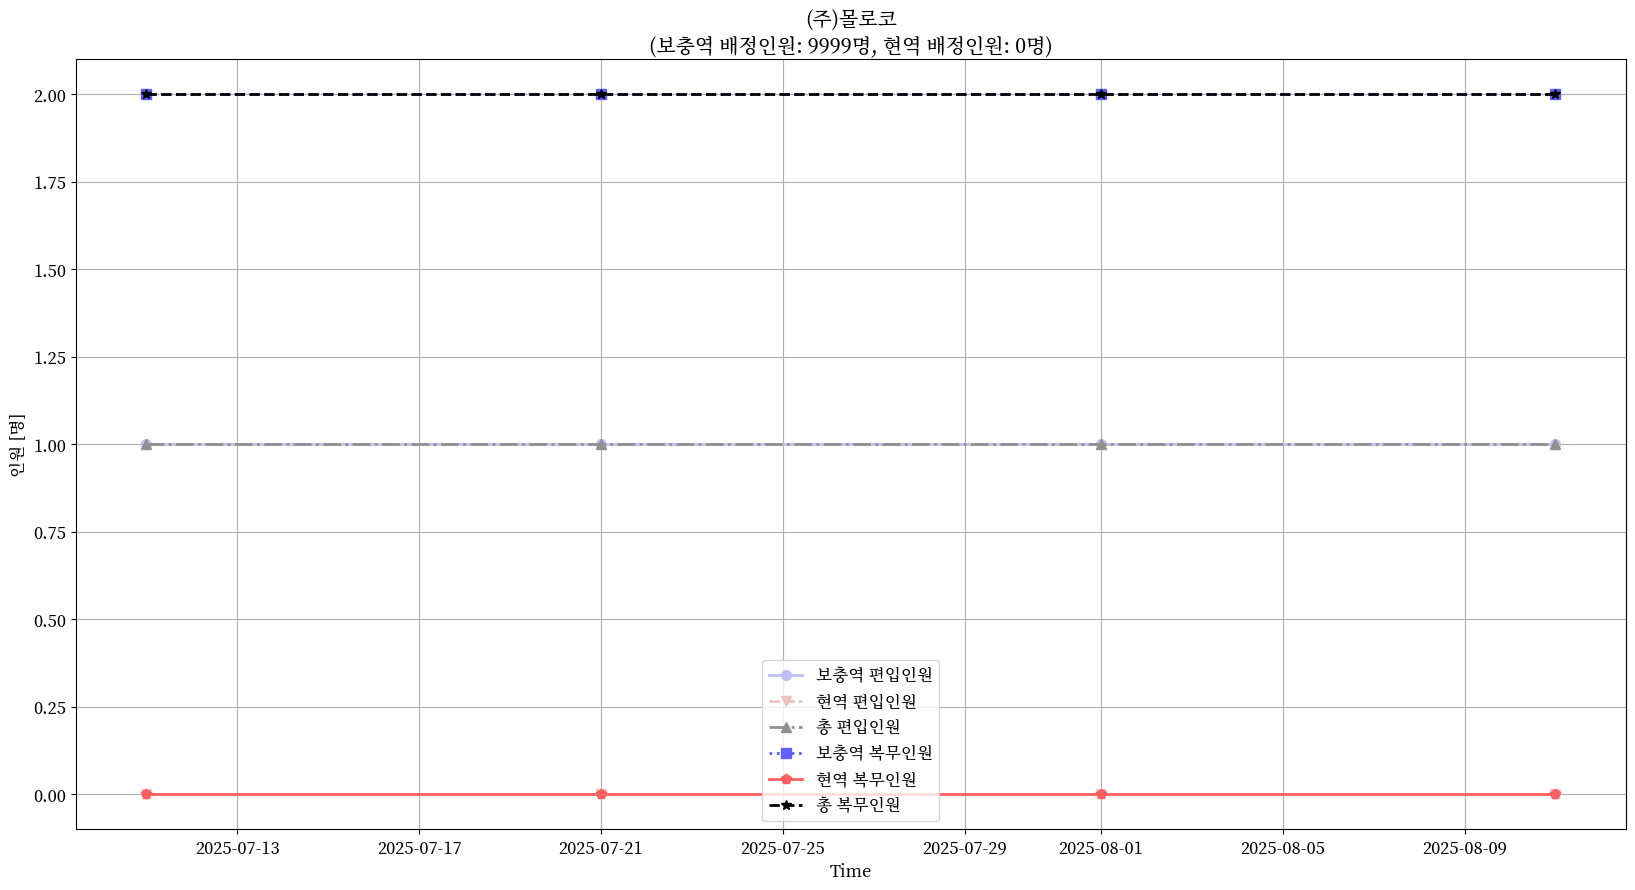 (주)몰로코
(보충역 배정인원: 9999명, 현역 배정인원: 0명)
2.00
1.75
1.50
1.25
1.00
0.75
0.50
0.25
0.00
인원 [명]
보충역 편입인원
현역 편입인원
총 편입인원
보충역 복무인원
현역 복무인원
총 복무인원
2025-07-13
2025-07-17
2025-07-21
2025-07-25
2025-07-29
2025-08-01
2025-08-05
2025-08-09
Time